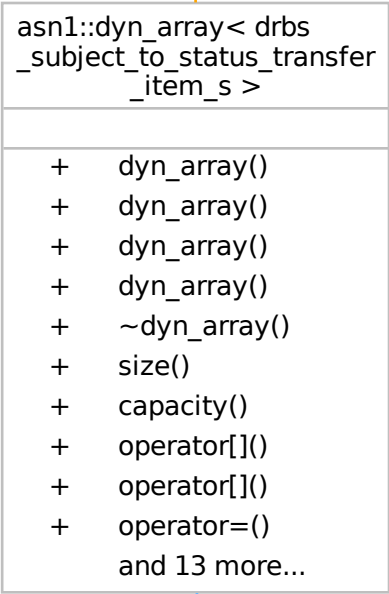 asn1::dyn_array< drbs
_subject_to_status_transfer
_item_s >
+ dyn_array()
+ dyn_array()
+ dyn_array()
+ dyn_array()
+ ~dyn_array()
+ size()
+ capacity()
+ operator[]()
+ operator[]()
+ operator=()
and 13 more...